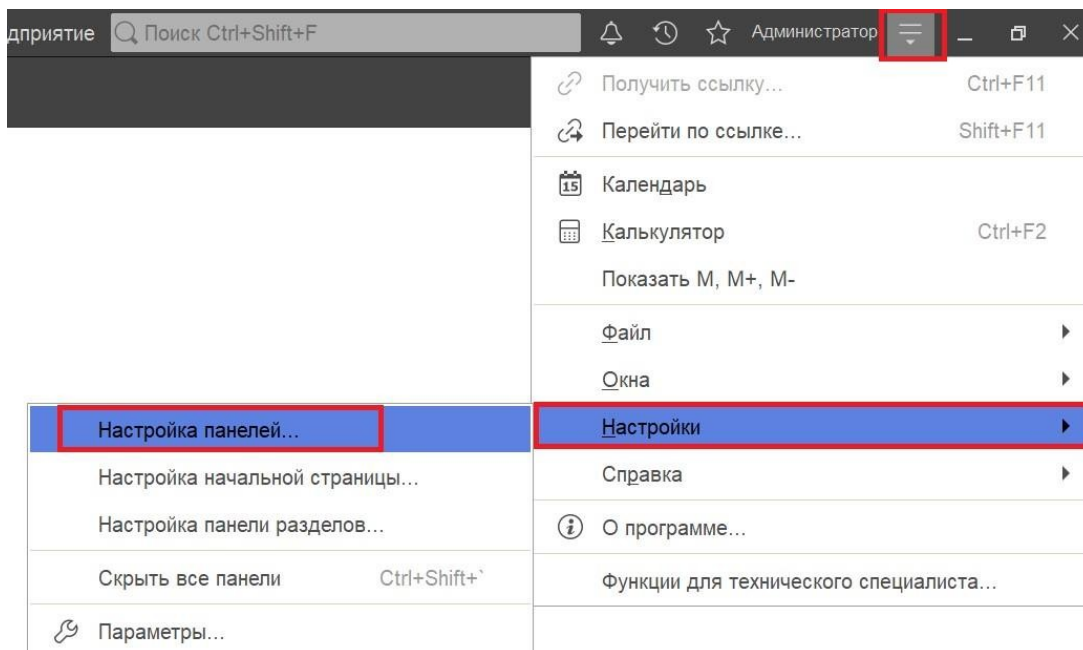 дприятие Поиск Ctrl+Shift+F Администратор
Получить ссылку... Ctrl+F11
Перейти по ссылке... Shift+F11
15 Календарь
Калькулятор Ctrl+F2
Показать M, M+, M-
Файл
Окна
Настройки
Справка
О программе...
Функции для технического специалиста...
Настройка панелей...
Настройка начальной страницы...
Настройка панели разделов...
Скрыть все панели Ctrl+Shift+`
Параметры...